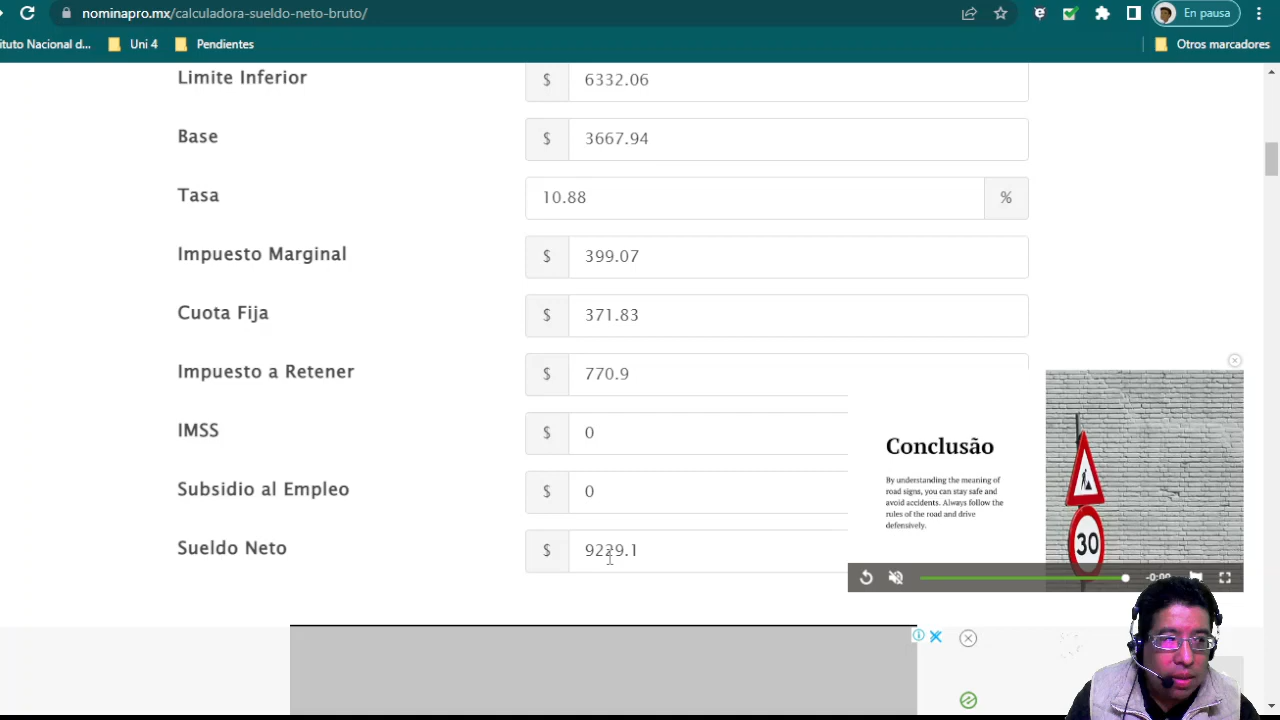 nominapro.mx/calculadora-sueldo-neto-bruto/
En pausa
ituto Nacional d...
Uni 4
Pendientes
Otros marcadores
Limite Inferior
$ 6332.06
Base
$ 3667.94
Tasa
10.88 %
Impuesto Marginal
$ 399.07
Cuota Fija
$ 371.83
Impuesto a Retener
$ 770.9
IMSS
$ 0
Subsidio al Empleo
$ 0
Sueldo Neto
$ 9229.1
Conclusão
By understanding the meaning of
road signs, you can stay safe and
avoid accidents. Always follow the
rules of the road and drive
defensively.
30
-0:00